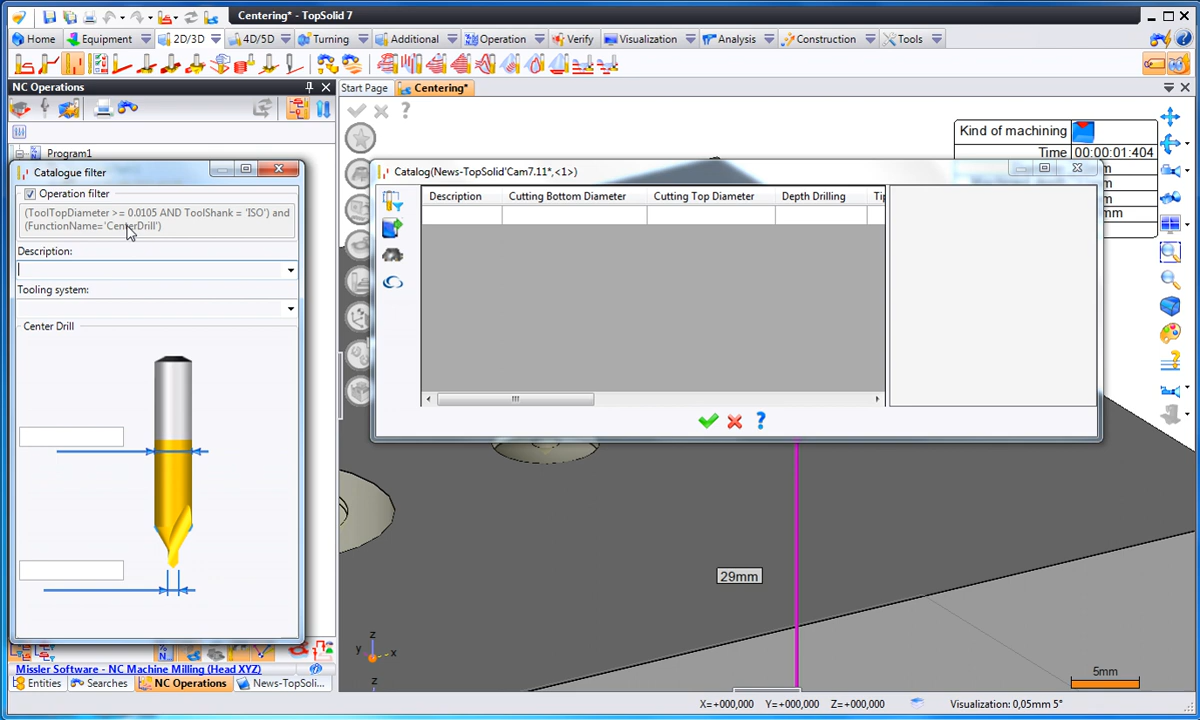 Centering* - TopSolid 7
Home
Equipment
2D/3D
4D/5D
Turning
Additional
Operation
Verify
Visualization
Analysis
Construction
Tools
NC Operations
Start Page
Centering*
Program1
Kind of machining
Time 00:00:01:404
Catalogue filter
Operation filter
(ToolTopDiameter >= 0.0105 AND ToolShank = 'ISO') and
(FunctionName='CenterDrill')
Description:
Tooling system:
Center Drill
Catalog(News-TopSolid'Cam7.11*,<1>)
Description
Cutting Bottom Diameter
Cutting Top Diameter
Depth Drilling
Tip
m
m
mm
29mm
z
y
x
z
5mm
Missler Software - NC Machine Milling (Head XYZ)
Entities
Searches
NC Operations
News-TopSoli...
X=+000,000 Y=+000,000 Z=+000,000
Visualization: 0,05mm 5°